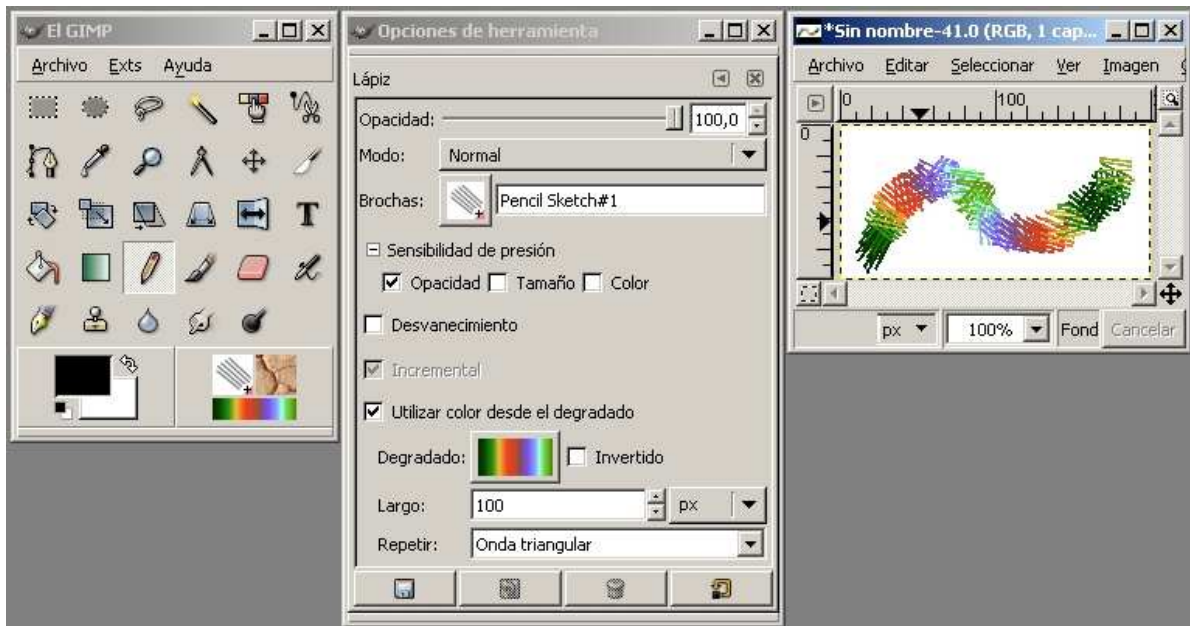 El GIMP
Archivo Exts Ayuda
T
Opciones de herramienta
Lápiz
Opacidad: 100,0
Modo: Normal
Brochas: Pencil Sketch#1
Sensibilidad de presión
Opacidad Tamaño Color
Desvanecimiento
Incremental
Utilizar color desde el degradado
Degradado: Invertido
Largo: 100 px
Repetir: Onda triangular
*Sin nombre-41.0 (RGB, 1 cap...
Archivo Editar Seleccionar Ver Imagen
0 100
0
px 100% Fond Cancelar